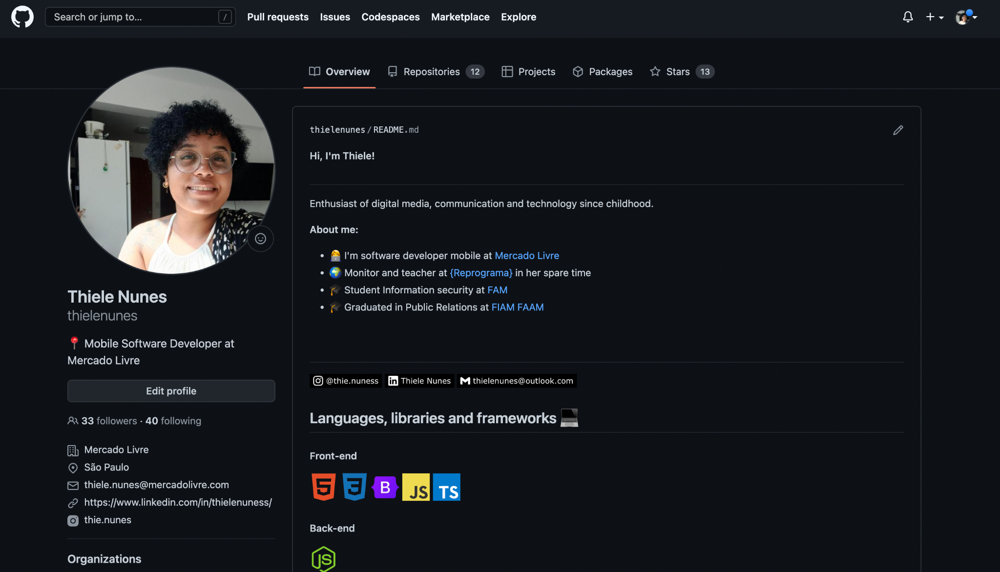 Search or jump to... /
Pull requests Issues Codespaces Marketplace Explore
Overview Repositories 12 Projects Packages Stars 13
Thiele Nunes
thielenunes
Mobile Software Developer at
Mercado Livre
Edit profile
33 followers · 40 following
Mercado Livre
São Paulo
thiele.nunes@mercadolivre.com
https://www.linkedin.com/in/thielenuness/
thie.nunes
Organizations
thielenunes/README.md
Hi, I'm Thiele!
Enthusiast of digital media, communication and technology since childhood.
About me:
I'm software developer mobile at Mercado Livre
Monitor and teacher at {Reprograma} in her spare time
Student Information security at FAM
Graduated in Public Relations at FIAM FAAM
@thie.nuness in Thiele Nunes thielenunes@outlook.com
Languages, libraries and frameworks
Front-end
5 3 B JS TS
Back-end
JS